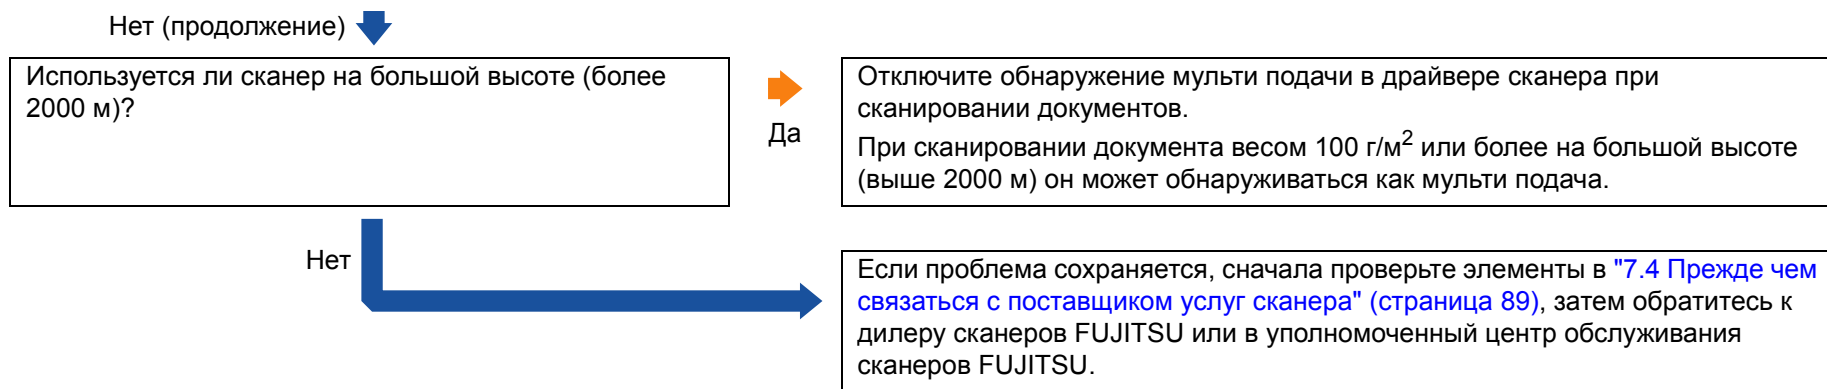 Нет (продолжение)
Используется ли сканер на большой высоте (более
2000 м)?
Да
Отключите обнаружение мульти подачи в драйвере сканера при
сканировании документов.
При сканировании документа весом 100 г/м2 или более на большой высоте
(выше 2000 м) он может обнаруживаться как мульти подача.
Нет
Если проблема сохраняется, сначала проверьте элементы в "7.4 Прежде чем
связаться с поставщиком услуг сканера" (страница 89), затем обратитесь к
дилеру сканеров FUJITSU или в уполномоченный центр обслуживания
сканеров FUJITSU.